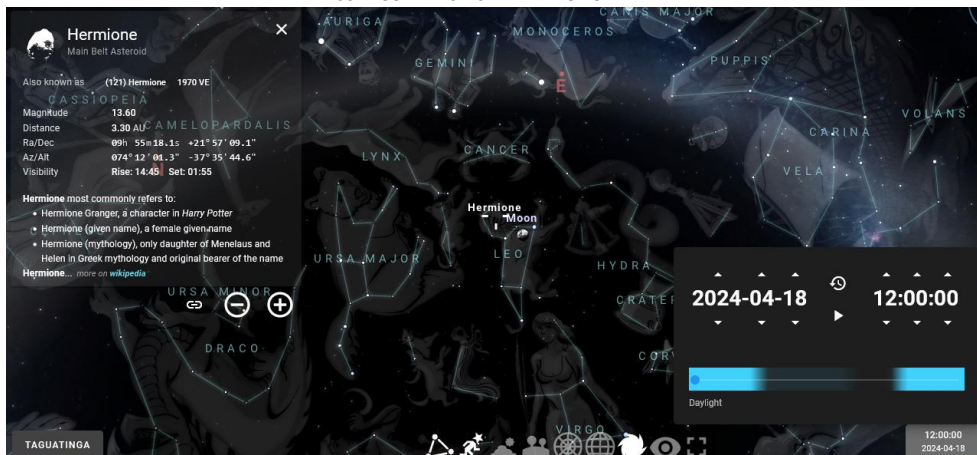 Hermione
Main Belt Asteroid
Also known as (121) Hermione 1970 VE
Magnitude 13.60
Distance 3.30 AU
Ra/Dec 09h 55m18.1s +21°57'09.1"
Az/Alt 074°12'01.3" -37°35'44.6"
Visibility Rise: 14:45 Set: 01:55
Hermione most commonly refers to:
Hermione Granger, a character in Harry Potter
Hermione (given name), a female given name
Hermione (mythology), only daughter of Menelaus and
Helen in Greek mythology and original bearer of the name
Hermione... more on wikipedia
CASSIOPEIA
CAMELOPARDALIS
N
AURIGA
CANIS MAJOR
MONOCEROS
GEMINI
E
PUPPIS
VOLANS
CARINA
VELA
LYNX
CANCER
Hermione
Moon
LEO
URSA MAJOR
HYDRA
URSA MINOR
CRATER
DRACO
VIRGO
2024-04-18
12:00:00
Daylight
TAGUATINGA
12:00:00
2024-04-18